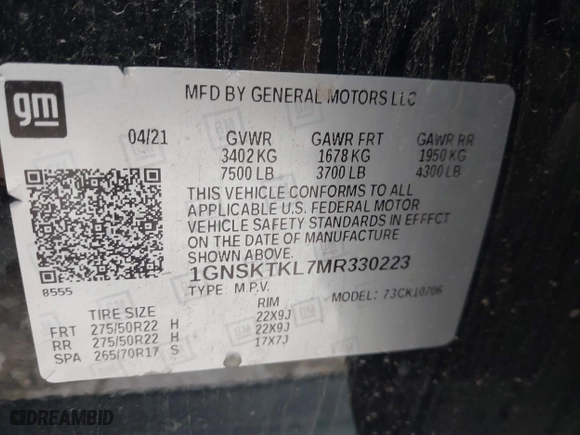 gm
MFD BY GENERAL MOTORS LLC
04/21 GVWR GAWR FRT GAWR RR
3402 KG 1678 KG 1950 KG
7500 LB 3700 LB 4300 LB
THIS VEHICLE CONFORMS TO ALL
APPLICABLE U.S. FEDERAL MOTOR
VEHICLE SAFETY STANDARDS IN EFFECT
ON THE DATE OF MANUFACTURE
SHOWN ABOVE.
8555
1GNSKTKL7MR330223
TYPE: M.P.V. MODEL: 73CK10706
TIRE SIZE RIM
FRT 275/50R22 H 22X9J
RR 275/50R22 H 22X9J
SPA 265/70R17 S 17X7J
DREAMBID